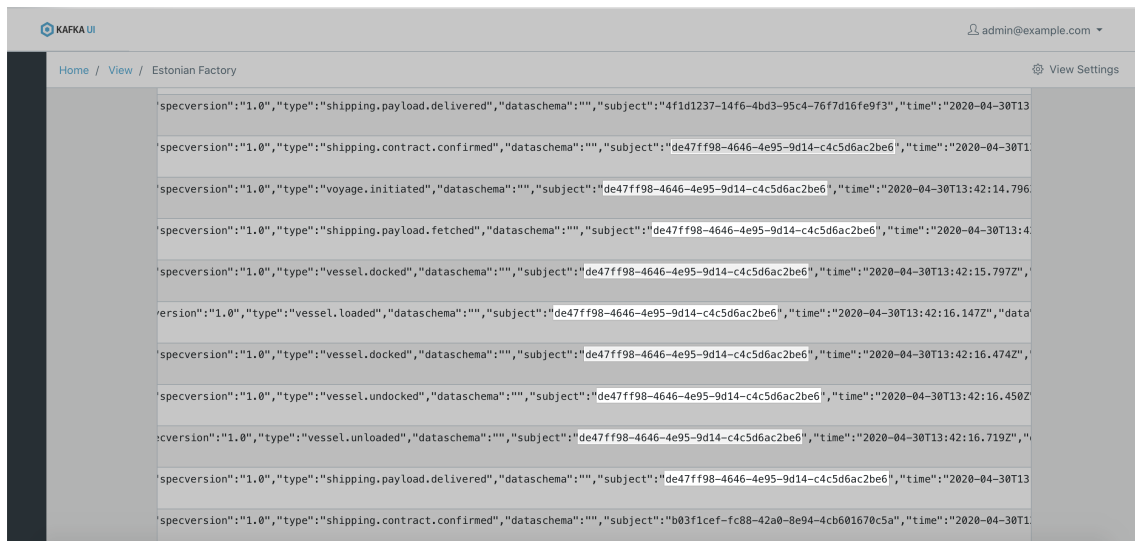 KAFKA UI
admin@example.com
Home / View / Estonian Factory
View Settings
"specversion":"1.0","type":"shipping.payload.delivered","dataschema":"","subject":"4f1d1237-14f6-4bd3-95c4-76f7d16fe9f3","time":"2020-04-30T13
"specversion":"1.0","type":"shipping.contract.confirmed","dataschema":"","subject":"de47ff98-4646-4e95-9d14-c4c5d6ac2be6","time":"2020-04-30T1
"specversion":"1.0","type":"voyage.initiated","dataschema":"","subject":"de47ff98-4646-4e95-9d14-c4c5d6ac2be6","time":"2020-04-30T13:42:14.796
"specversion":"1.0","type":"shipping.payload.fetched","dataschema":"","subject":"de47ff98-4646-4e95-9d14-c4c5d6ac2be6","time":"2020-04-30T13:4
"specversion":"1.0","type":"vessel.docked","dataschema":"","subject":"de47ff98-4646-4e95-9d14-c4c5d6ac2be6","time":"2020-04-30T13:42:15.797Z","
version":"1.0","type":"vessel.loaded","dataschema":"","subject":"de47ff98-4646-4e95-9d14-c4c5d6ac2be6","time":"2020-04-30T13:42:16.147Z","data"
"specversion":"1.0","type":"vessel.docked","dataschema":"","subject":"de47ff98-4646-4e95-9d14-c4c5d6ac2be6","time":"2020-04-30T13:42:16.474Z","
"specversion":"1.0","type":"vessel.undocked","dataschema":"","subject":"de47ff98-4646-4e95-9d14-c4c5d6ac2be6","time":"2020-04-30T13:42:16.450Z"
ecversion":"1.0","type":"vessel.unloaded","dataschema":"","subject":"de47ff98-4646-4e95-9d14-c4c5d6ac2be6","time":"2020-04-30T13:42:16.719Z","
"specversion":"1.0","type":"shipping.payload.delivered","dataschema":"","subject":"de47ff98-4646-4e95-9d14-c4c5d6ac2be6","time":"2020-04-30T13
"specversion":"1.0","type":"shipping.contract.confirmed","dataschema":"","subject":"b03f1cef-fc88-42a0-8e94-4cb601670c5a","time":"2020-04-30T1